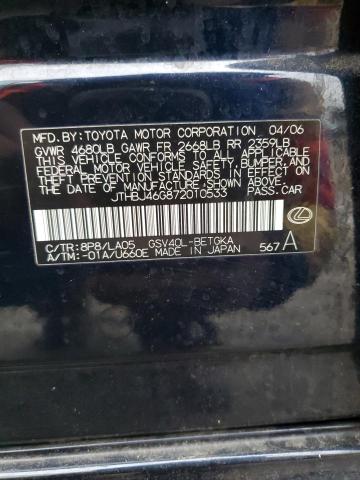 MFD. BY: TOYOTA MOTOR CORPORATION 04/06
GVWR 4680LB GAWR FR 2668LB RR 2359LB
THIS VEHICLE CONFORMS TO ALL APPLICABLE
FEDERAL MOTOR VEHICLE SAFETY, BUMPER, AND
THEFT PREVENTION STANDARDS IN EFFECT ON
THE DATE OF MANUFACTURE SHOWN ABOVE.
JTHBJ46G872010533 PASS. CAR
C/TR: 8P8/LA05 GSV40L-BETGKA
A/TM: -01A/U660E MADE IN JAPAN 567 A